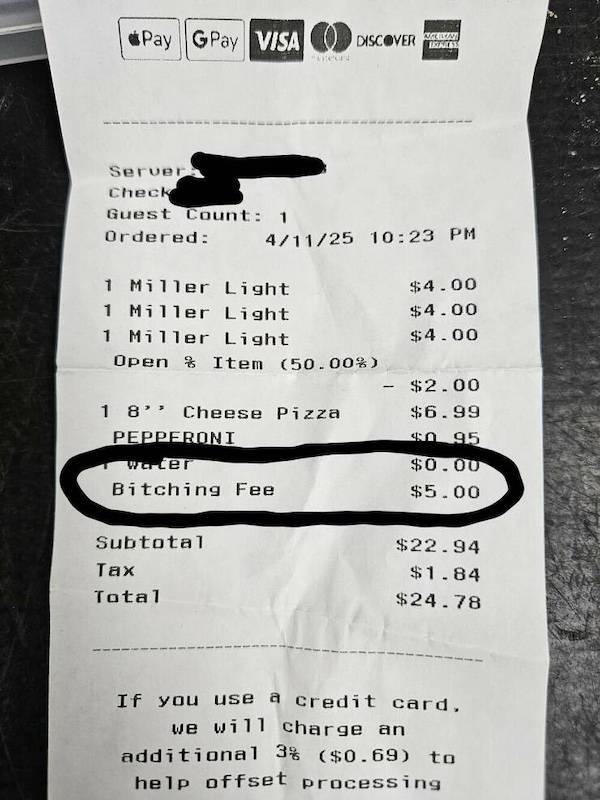 Pay GPay VISA DISCOVER
Server:
Check
Guest Count: 1
Ordered: 4/11/25 10:23 PM
1 Miller Light $4.00
1 Miller Light $4.00
1 Miller Light $4.00
Open % Item (50.00%)
- $2.00
1 8'' Cheese Pizza $6.99
PEPPERONI $0.95
1 Water $0.00
Bitching Fee $5.00
Subtotal $22.94
Tax $1.84
Total $24.78
If you use a credit card,
we will charge an
additional 3% ($0.69) to
help offset processing